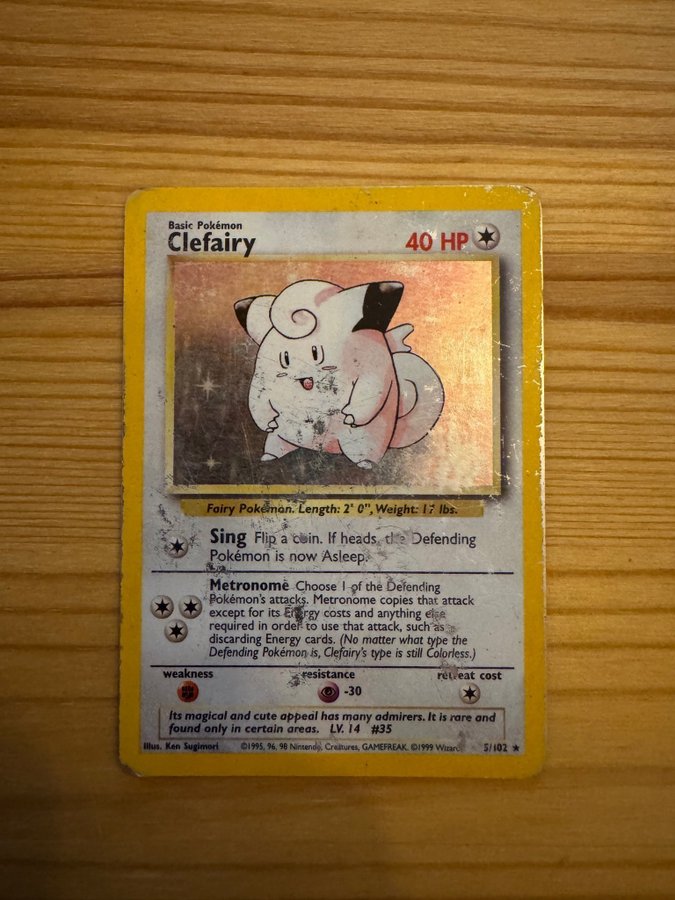 Basic Pokémon
Clefairy 40 HP
Fairy Pokémon. Length: 2' 0", Weight: 17 lbs.
Sing Flip a coin. If heads, the Defending
Pokémon is now Asleep.
Metronome Choose 1 of the Defending
Pokémon's attacks. Metronome copies that attack
except for its Energy costs and anything else
required in order to use that attack, such as
discarding Energy cards. (No matter what type the
Defending Pokémon is, Clefairy's type is still Colorless.)
weakness resistance retreat cost
-30
Its magical and cute appeal has many admirers. It is rare and
found only in certain areas. LV. 14 #35
Illus. Ken Sugimori ©1995, 96, 98 Nintendo, Creatures, GAMEFREAK. ©1999 Wizards 5/102